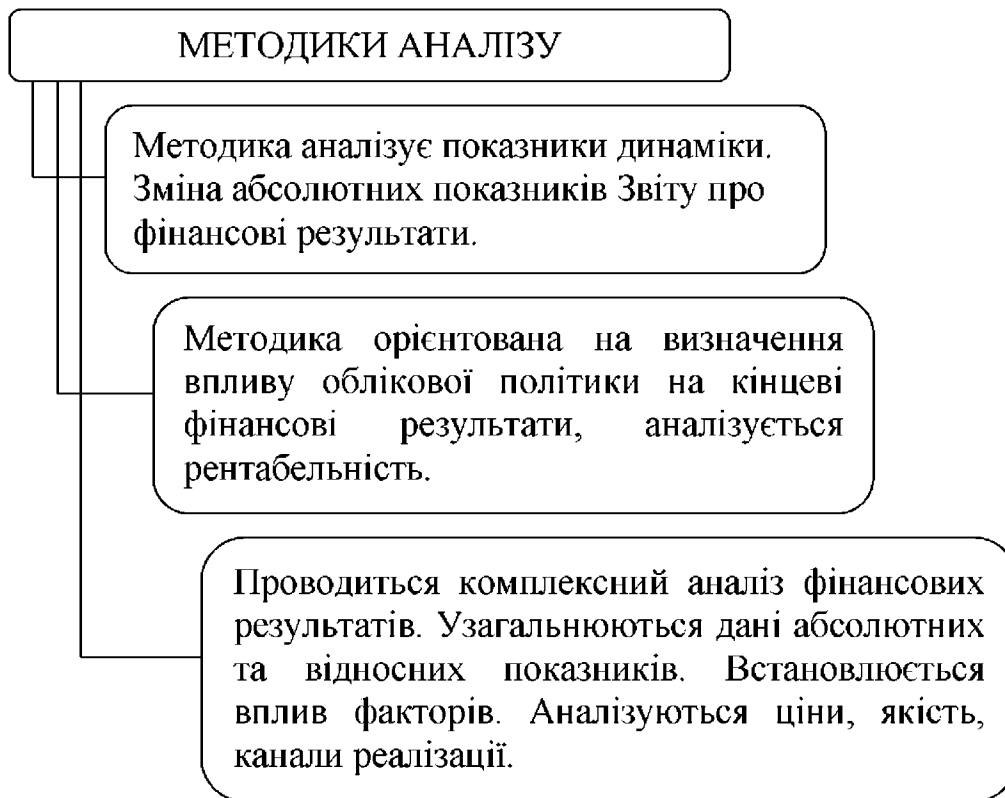 МЕТОДИКИ АНАЛІЗУ
Методика аналізує показники динаміки.
Зміна абсолютних показників Звіту про
фінансові результати.
Методика орієнтована на визначення
впливу облікової політики на кінцеві
фінансові результати, аналізується
рентабельність.
Проводиться комплексний аналіз фінансових
результатів. Узагальнюються дані абсолютних
та відносних показників. Встановлюється
вплив факторів. Аналізуються ціни, якість,
канали реалізації.